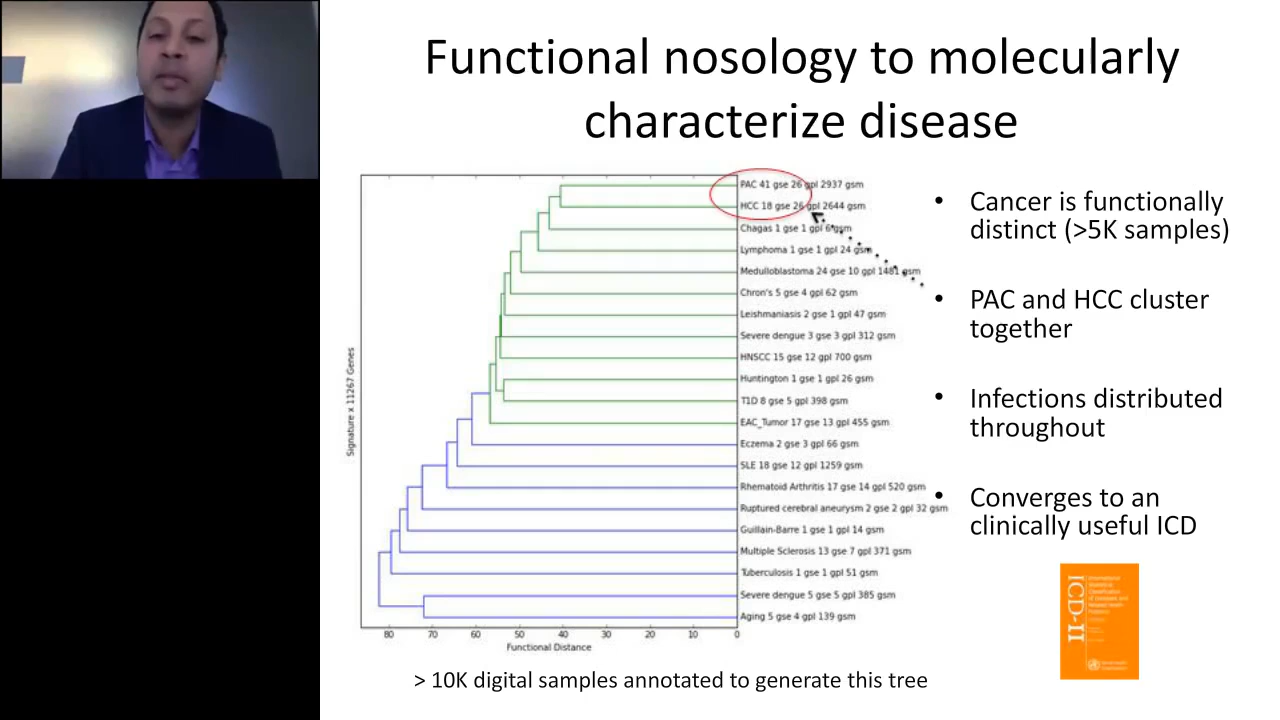 Functional nosology to molecularly
characterize disease
PAC 41 gse 26 gpl 2937 gsm
HCC 18 gse 26 gpl 2644 gsm
Chagas 1 gse 1 gpl 6 gsm
Lymphoma 1 gse 1 gpl 24 gsm
Medulloblastoma 24 gse 10 gpl 1481 gsm
Chron's 5 gse 4 gpl 62 gsm
Leishmaniasis 2 gse 1 gpl 47 gsm
Severe dengue 3 gse 3 gpl 312 gsm
HNSCC 15 gse 12 gpl 700 gsm
Huntington 1 gse 1 gpl 26 gsm
T1D 8 gse 5 gpl 398 gsm
EAC_Tumor 17 gse 13 gpl 455 gsm
Eczema 2 gse 3 gpl 66 gsm
SLE 18 gse 12 gpl 1259 gsm
Rhematoid Arthritis 17 gse 14 gpl 520 gsm
Ruptured cerebral aneurysm 2 gse 2 gpl 32 gsm
Guillain-Barre 1 gse 1 gpl 14 gsm
Multiple Sclerosis 13 gse 7 gpl 371 gsm
Tuberculosis 1 gse 1 gpl 51 gsm
Severe dengue 5 gse 5 gpl 385 gsm
Aging 5 gse 4 gpl 139 gsm
Signature x 11267 Genes
80 70 60 50 40 30 20 10 0
Functional Distance
• Cancer is functionally
distinct (>5K samples)
• PAC and HCC cluster
together
• Infections distributed
throughout
• Converges to an
clinically useful ICD
ICD-11
International
Statistical
Classification
of Diseases and
Related Health
Problems
> 10K digital samples annotated to generate this tree